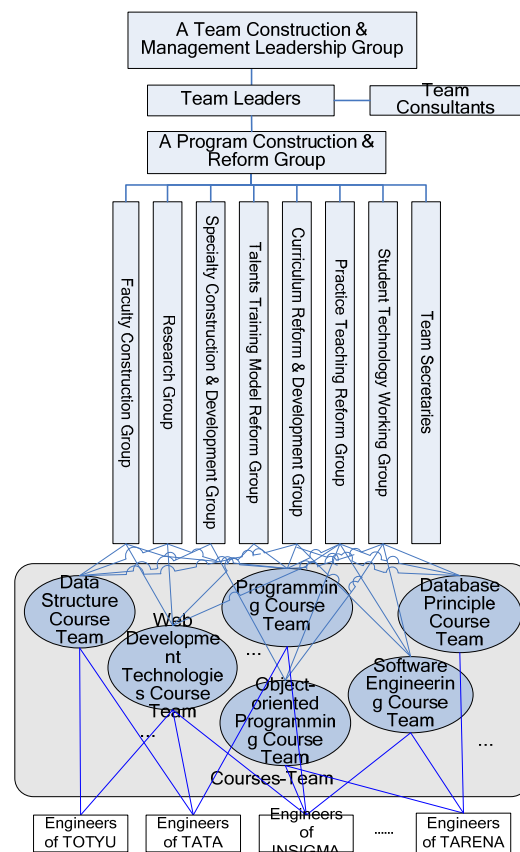 A Team Construction &
Management Leadership Group
Team Leaders
Team
Consultants
A Program Construction &
Reform Group
Faculty Construction Group
Research Group
Specialty Construction & Development Group
Talents Training Model Reform Group
Curriculum Reform & Development Group
Practice Teaching Reform Group
Student Technology Working Group
Team Secretaries
Data
Structure
Course
Team
Web
Developme
nt
Technologie
s Course
Team
...
Programmin
g Course
Team
...
Object-
oriented
Programmin
g Course
Team
Software
Engineerin
g Course
Team
Database
Principle
Course
Team
...
Courses-Team
Engineers
of TOTYU
Engineers
of TATA
Engineers
of
INSIGMA
......
Engineers
of TARENA